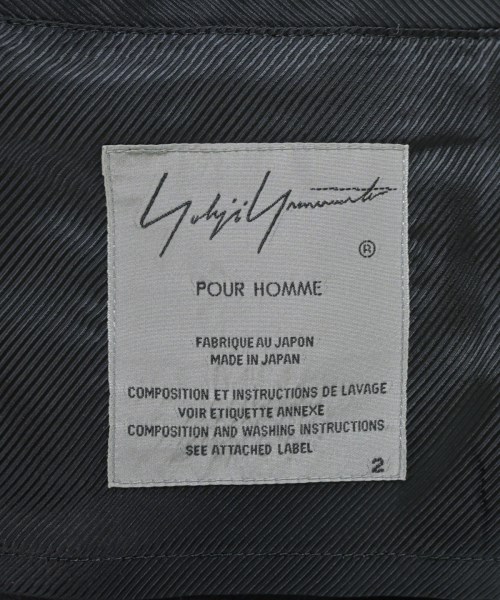 Yohji Yamamoto
®
POUR HOMME
FABRIQUE AU JAPON
MADE IN JAPAN
COMPOSITION ET INSTRUCTIONS DE LAVAGE
VOIR ETIQUETTE ANNEXE
COMPOSITION AND WASHING INSTRUCTIONS
SEE ATTACHED LABEL
2